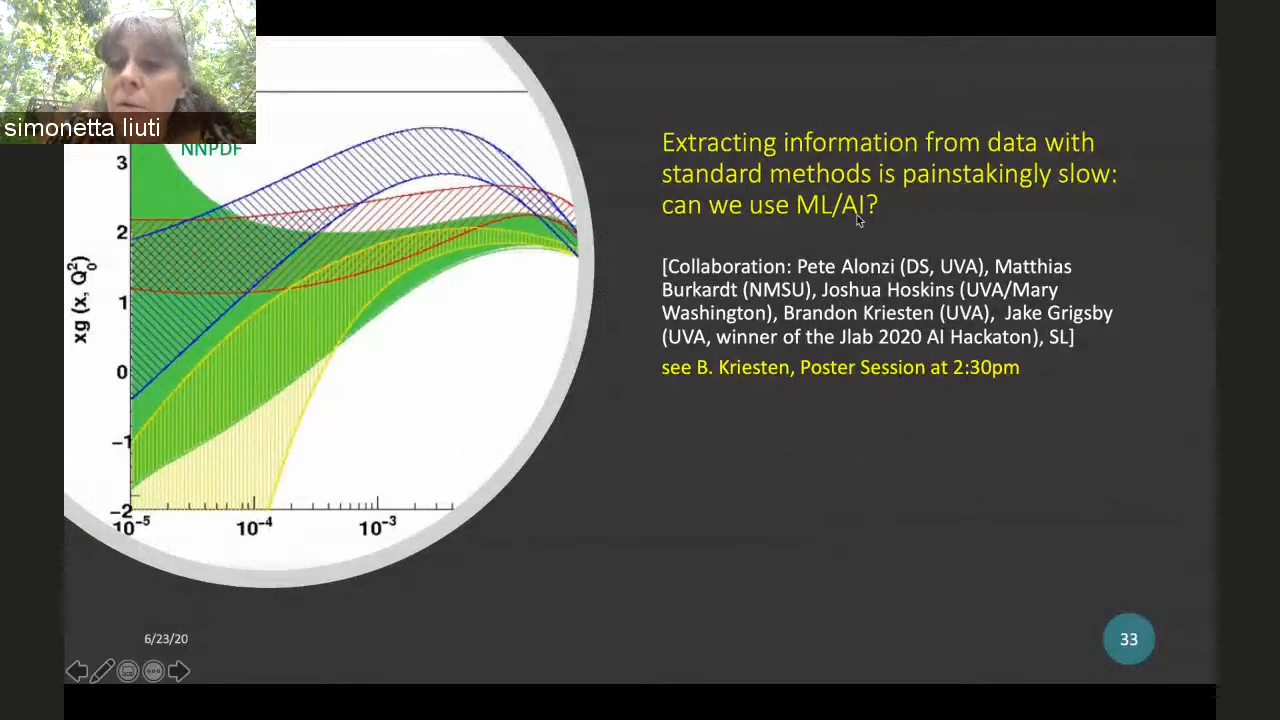 simonetta liuti
NNPDF
3
2
1
0
−1
−2
xg (x, Q₀²)
10⁻⁵
10⁻⁴
10⁻³
Extracting information from data with
standard methods is painstakingly slow:
can we use ML/AI?
[Collaboration: Pete Alonzi (DS, UVA), Matthias
Burkardt (NMSU), Joshua Hoskins (UVA/Mary
Washington), Brandon Kriesten (UVA), Jake Grigsby
(UVA, winner of the Jlab 2020 AI Hackaton), SL]
see B. Kriesten, Poster Session at 2:30pm
6/23/20
33